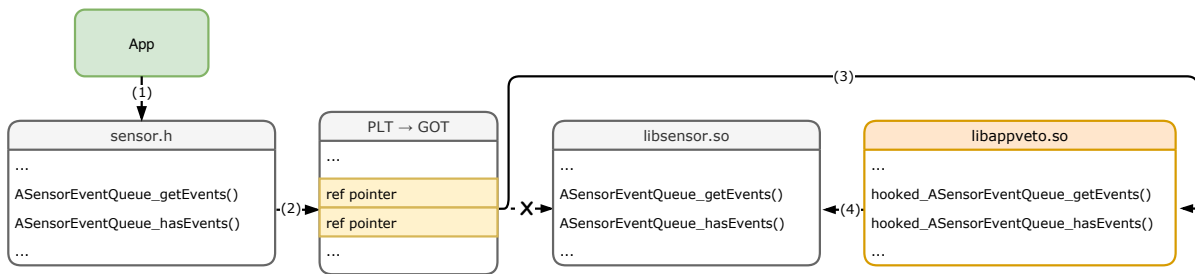 App
(1)
(3)
sensor.h
...
ASensorEventQueue_getEvents()
ASensorEventQueue_hasEvents()
...
(2)
PLT → GOT
...
ref pointer
ref pointer
...
X
libsensor.so
...
ASensorEventQueue_getEvents()
ASensorEventQueue_hasEvents()
...
(4)
libappveto.so
...
hooked_ASensorEventQueue_getEvents()
hooked_ASensorEventQueue_hasEvents()
...